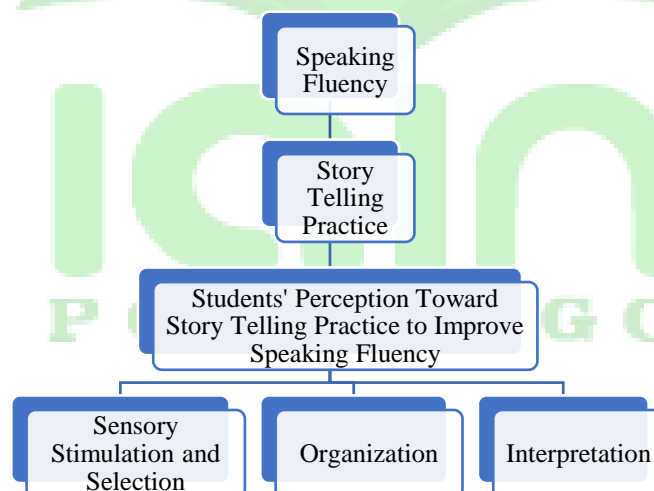 Speaking
Fluency
Story
Telling
Practice
Students' Perception Toward
Story Telling Practice to Improve
Speaking Fluency
Sensory
Stimulation and
Selection
Organization
Interpretation